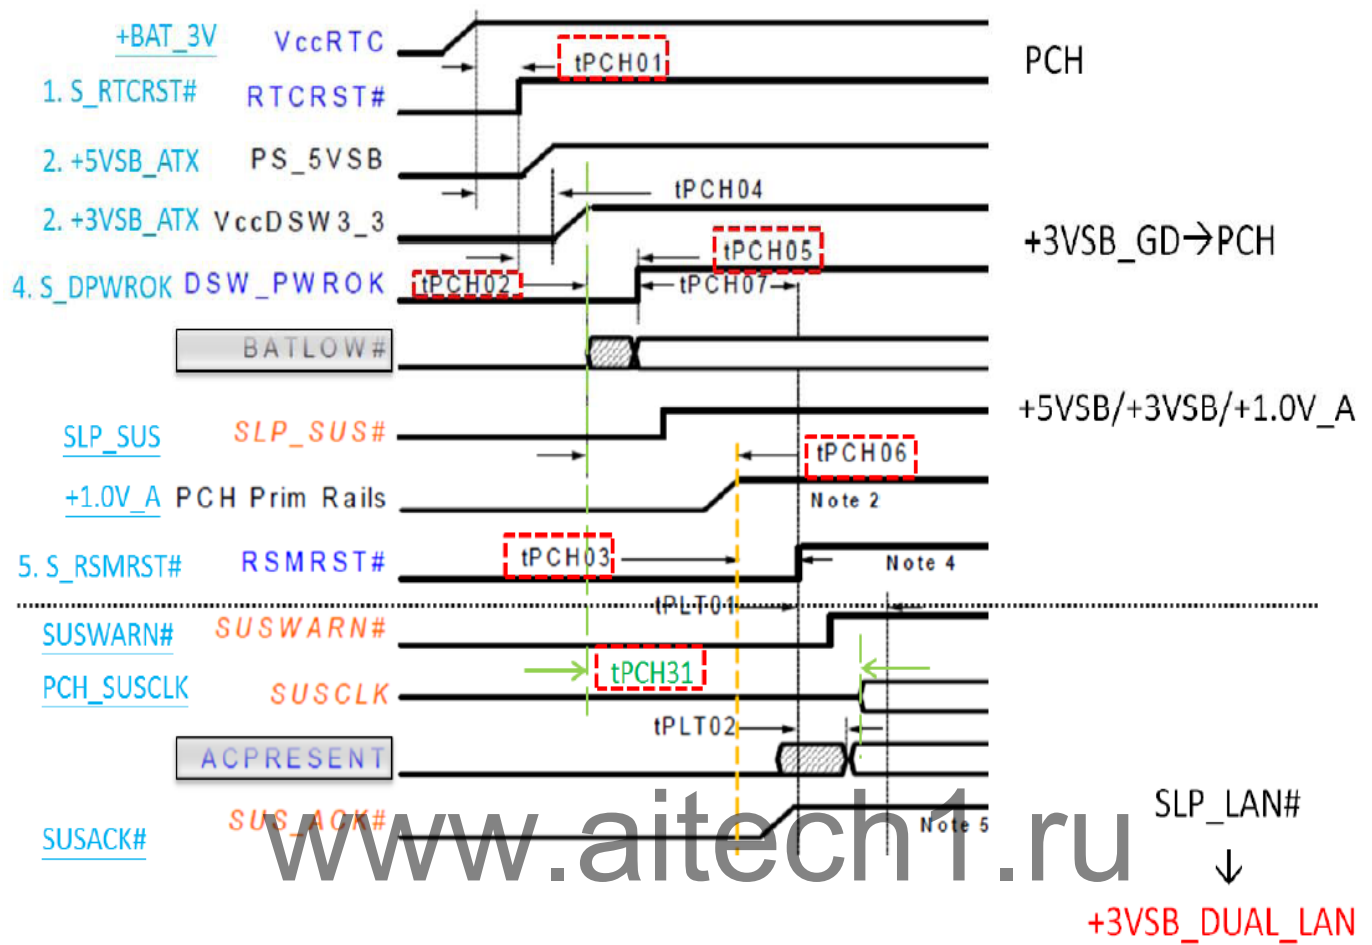 +BAT_3V VccRTC tPCH01 PCH
1. S_RTCRST# RTCRST#
2. +5VSB_ATX PS_5VSB
tPCH04
2. +3VSB_ATX VccDSW3_3
tPCH05 +3VSB_GD→PCH
4. S_DPWROK DSW_PWROK tPCH02 tPCH07
BATLOW#
+5VSB/+3VSB/+1.0V_A
SLP_SUS SLP_SUS#
tPCH06
+1.0V_A PCH Prim Rails Note 2
5. S_RSMRST# RSMRST# tPCH03 Note 4
tPLT01
SUSWARN# SUSWARN#
tPCH31
PCH_SUSCLK SUSCLK
tPLT02
ACPRESENT
SLP_LAN#
SUSACK# SUS_ACK# Note 5
www.aitech1.ru
↓
+3VSB_DUAL_LAN